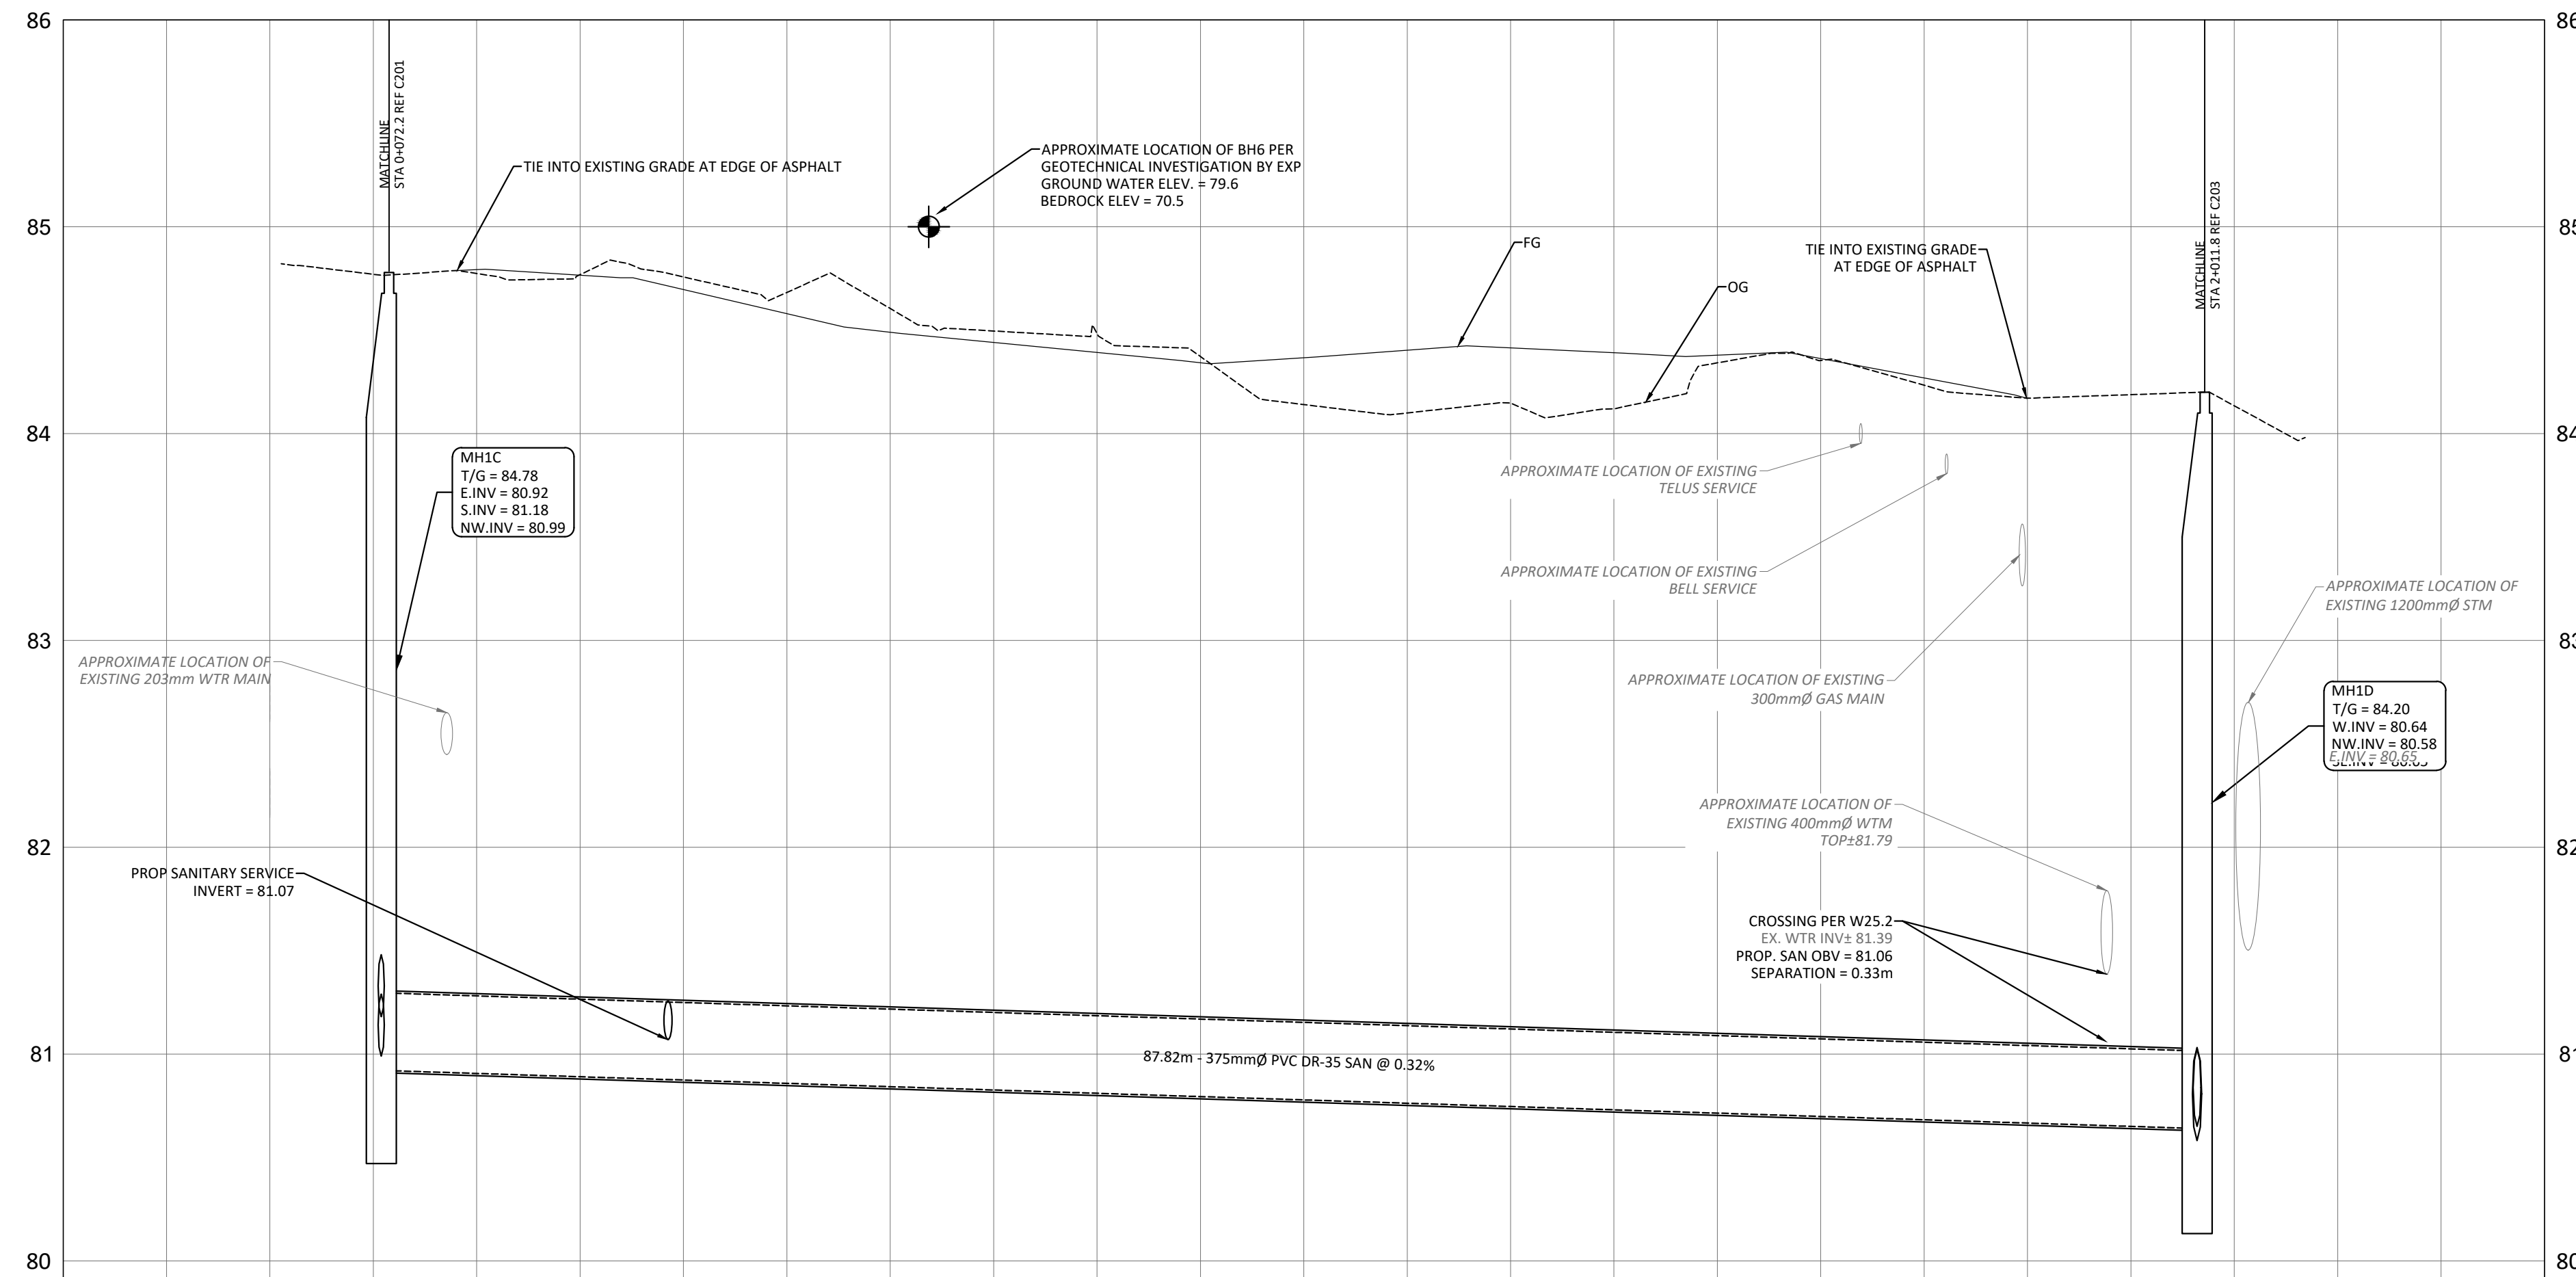 86
86
MATCHLINE
STA 0+072.2 REF C201
TIE INTO EXISTING GRADE AT EDGE OF ASPHALT
APPROXIMATE LOCATION OF BH6 PER
GEOTECHNICAL INVESTIGATION BY EXP
GROUND WATER ELEV. = 79.6
BEDROCK ELEV = 70.5
MATCHLINE
STA 2+011.8 REF C203
85
FG
TIE INTO EXISTING GRADE
AT EDGE OF ASPHALT
OG
84
84
MH1C
T/G = 84.78
E.INV = 80.92
S.INV = 81.18
NW.INV = 80.99
APPROXIMATE LOCATION OF EXISTING
TELUS SERVICE
APPROXIMATE LOCATION OF EXISTING
BELL SERVICE
APPROXIMATE LOCATION OF
EXISTING 1200mmØ STM
83
APPROXIMATE LOCATION OF
EXISTING 203mm WTR MAIN
APPROXIMATE LOCATION OF EXISTING
300mmØ GAS MAIN
MH1D
T/G = 84.20
W.INV = 80.64
NW.INV = 80.58
E.INV = 80.65
82
APPROXIMATE LOCATION OF
EXISTING 400mmØ WTM
TOP±81.79
PROP SANITARY SERVICE
INVERT = 81.07
CROSSING PER W25.2
EX. WTR INV± 81.39
PROP. SAN OBV = 81.06
SEPARATION = 0.33m
81
87.82m - 375mmØ PVC DR-35 SAN @ 0.32%
80